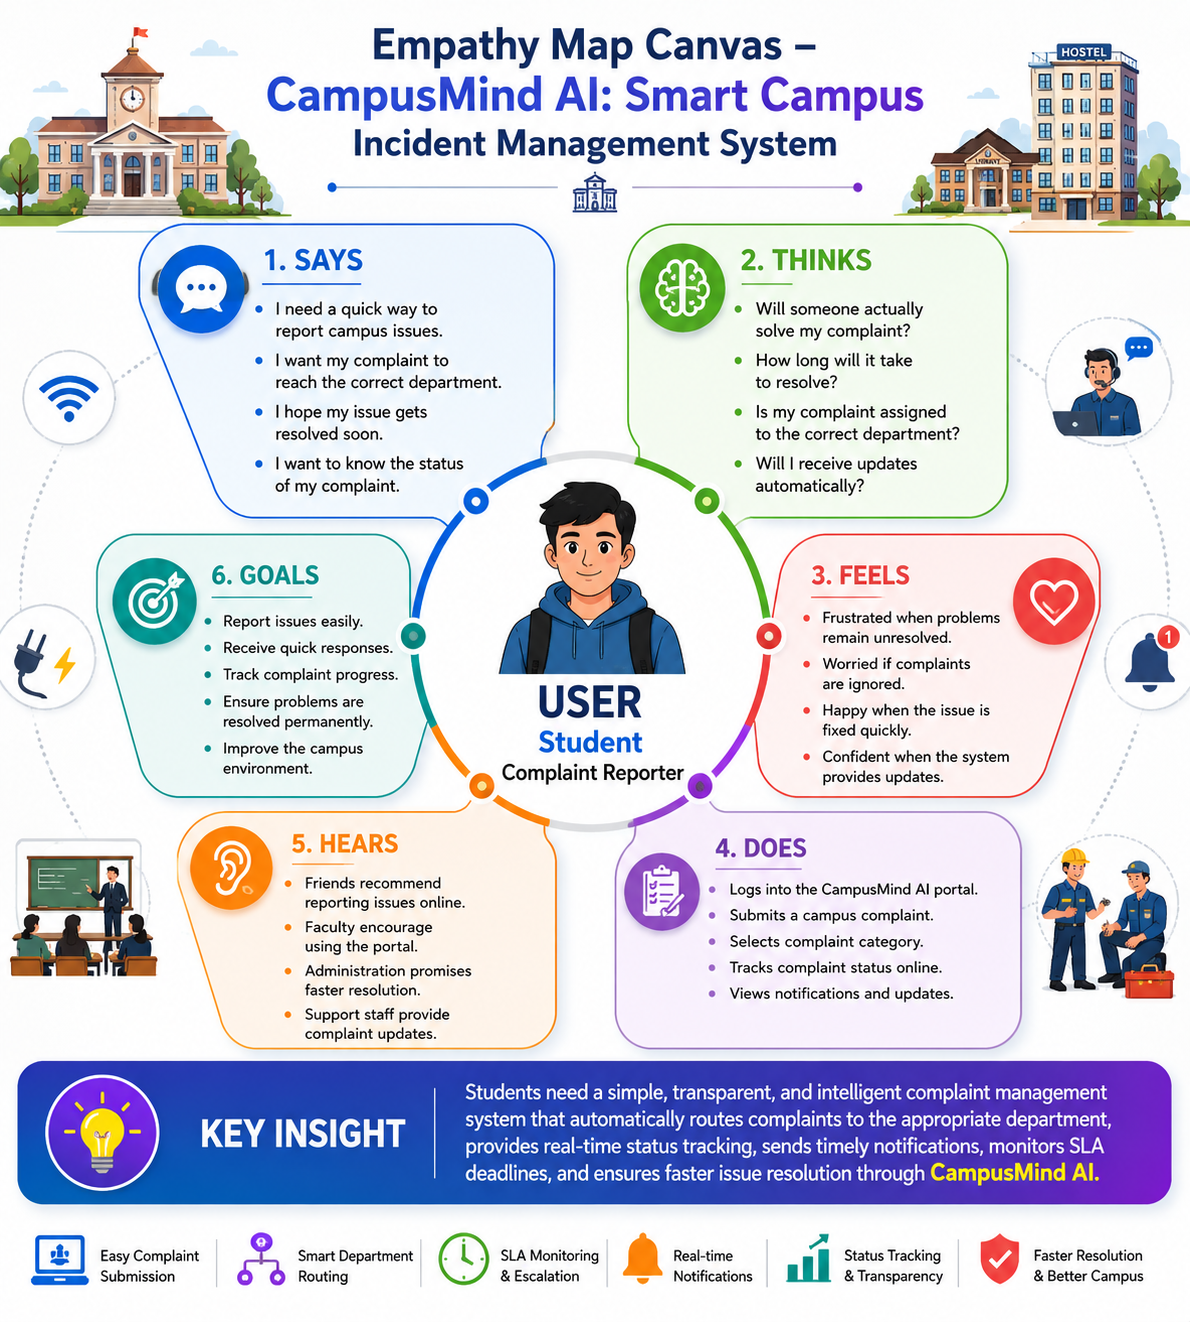 Empathy Map Canvas –
CampusMind AI: Smart Campus
Incident Management System
HOSTEL
1. SAYS
I need a quick way to
report campus issues.
I want my complaint to
reach the correct department.
I hope my issue gets
resolved soon.
I want to know the status
of my complaint.
2. THINKS
Will someone actually
solve my complaint?
How long will it take
to resolve?
Is my complaint assigned
to the correct department?
Will I receive updates
automatically?
3. FEELS
Frustrated when problems
remain unresolved.
Worried if complaints
are ignored.
Happy when the issue is
fixed quickly.
Confident when the system
provides updates.
1
USER
Student
Complaint Reporter
6. GOALS
Report issues easily.
Receive quick responses.
Track complaint progress.
Ensure problems are
resolved permanently.
Improve the campus
environment.
5. HEARS
Friends recommend
reporting issues online.
Faculty encourage
using the portal.
Administration promises
faster resolution.
Support staff provide
complaint updates.
4. DOES
Logs into the CampusMind AI portal.
Submits a campus complaint.
Selects complaint category.
Tracks complaint status online.
Views notifications and updates.
KEY INSIGHT
Students need a simple, transparent, and intelligent complaint management
system that automatically routes complaints to the appropriate department,
provides real-time status tracking, sends timely notifications, monitors SLA
deadlines, and ensures faster issue resolution through CampusMind AI.
Easy Complaint
Submission
Smart Department
Routing
SLA Monitoring
& Escalation
Real-time
Notifications
Status Tracking
& Transparency
Faster Resolution
& Better Campus